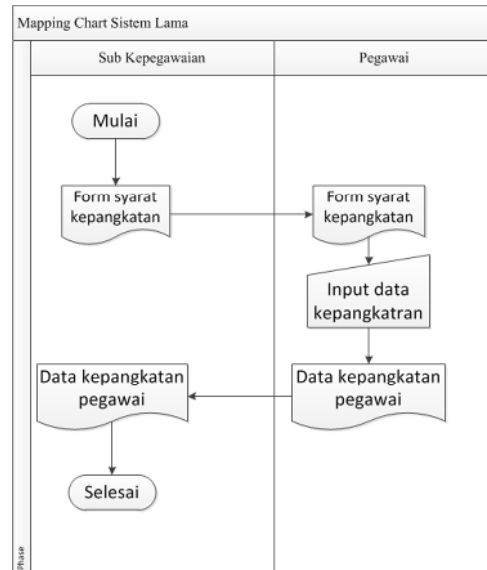 Mapping Chart Sistem Lama
Sub Kepegawaian
Pegawai
Mulai
Form syarat
kepangkatan
Form syarat
kepangkatan
Input data
kepangkatran
Data kepangkatan
pegawai
Data kepangkatan
pegawai
Selesai
Phase